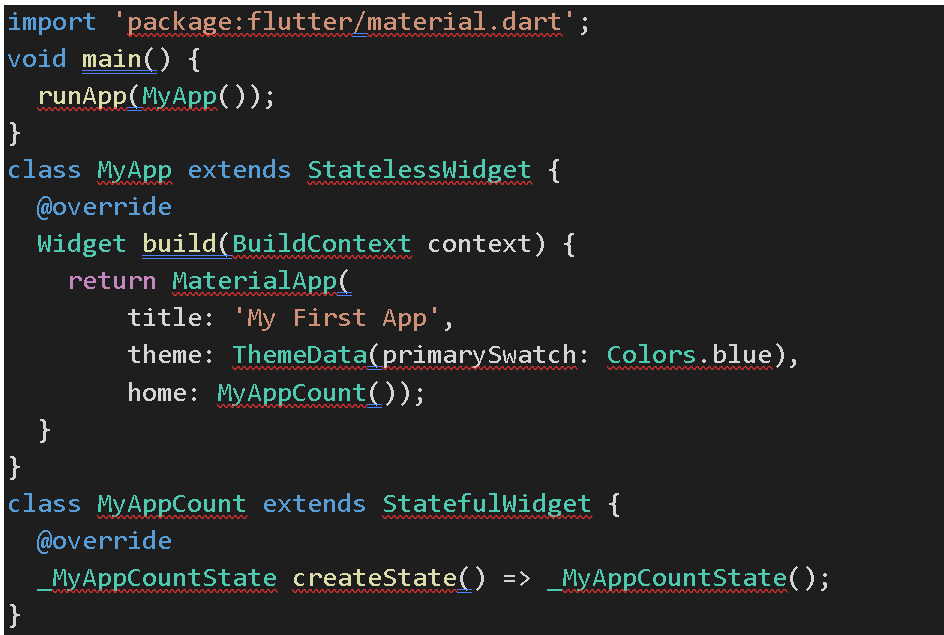 import 'package:flutter/material.dart';
void main() {
  runApp(MyApp());
}
class MyApp extends StatelessWidget {
  @override
  Widget build(BuildContext context) {
    return MaterialApp(
        title: 'My First App',
        theme: ThemeData(primarySwatch: Colors.blue),
        home: MyAppCount());
  }
}
class MyAppCount extends StatefulWidget {
  @override
  _MyAppCountState createState() => _MyAppCountState();
}